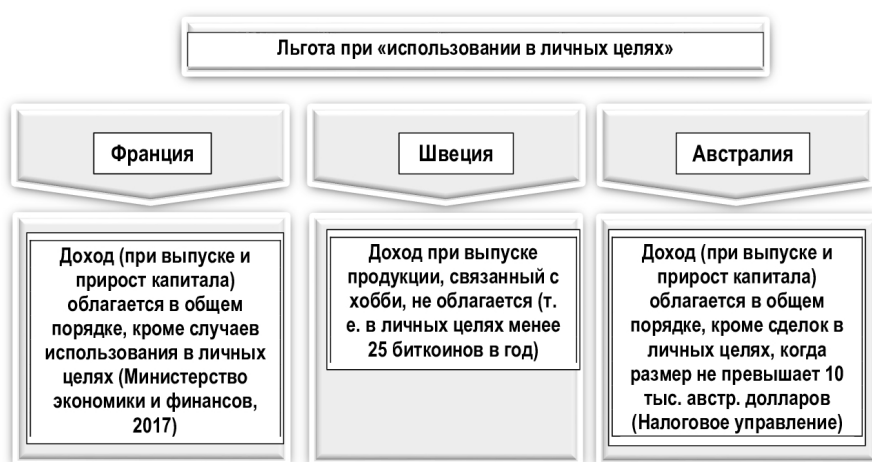 Льгота при «использовании в личных целях»
Франция
Швеция
Австралия
Доход (при выпуске и
прирост капитала)
облагается в общем
порядке, кроме случаев
использования в личных
целях (Министерство
экономики и финансов,
2017)
Доход при выпуске
продукции, связанный с
хобби, не облагается (т.
е. в личных целях менее
25 биткоинов в год)
Доход (при выпуске и
прирост капитала)
облагается в общем
порядке, кроме сделок в
личных целях, когда
размер не превышает 10
тыс. австр. долларов
(Налоговое управление)